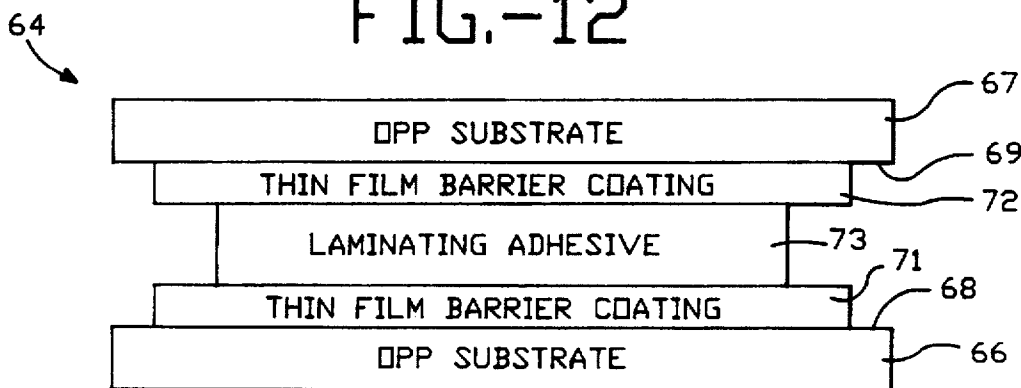 FIG.-12
64
67
OPP SUBSTRATE
69
THIN FILM BARRIER COATING
72
LAMINATING ADHESIVE
73
71
THIN FILM BARRIER COATING
68
OPP SUBSTRATE
66